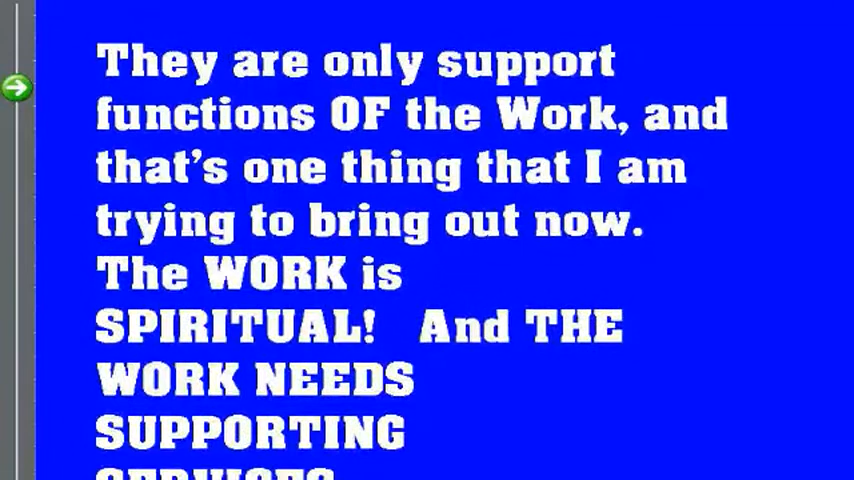 They are only support
functions OF the Work, and
that’s one thing that I am
trying to bring out now.
The WORK is
SPIRITUAL!   And THE
WORK NEEDS
SUPPORTING
SERVICES